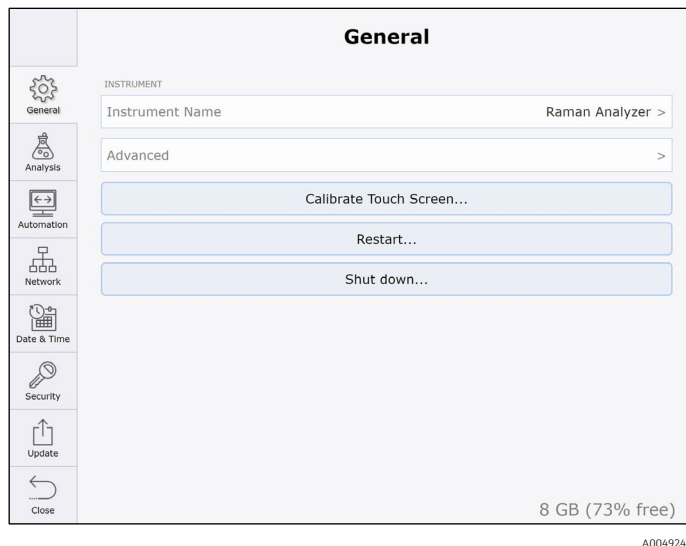 General
General
INSTRUMENT
Instrument Name Raman Analyzer >
Advanced >
Calibrate Touch Screen...
Restart...
Shut down...
Analysis
Automation
Network
Date & Time
Security
Update
Close
8 GB (73% free)
A004924